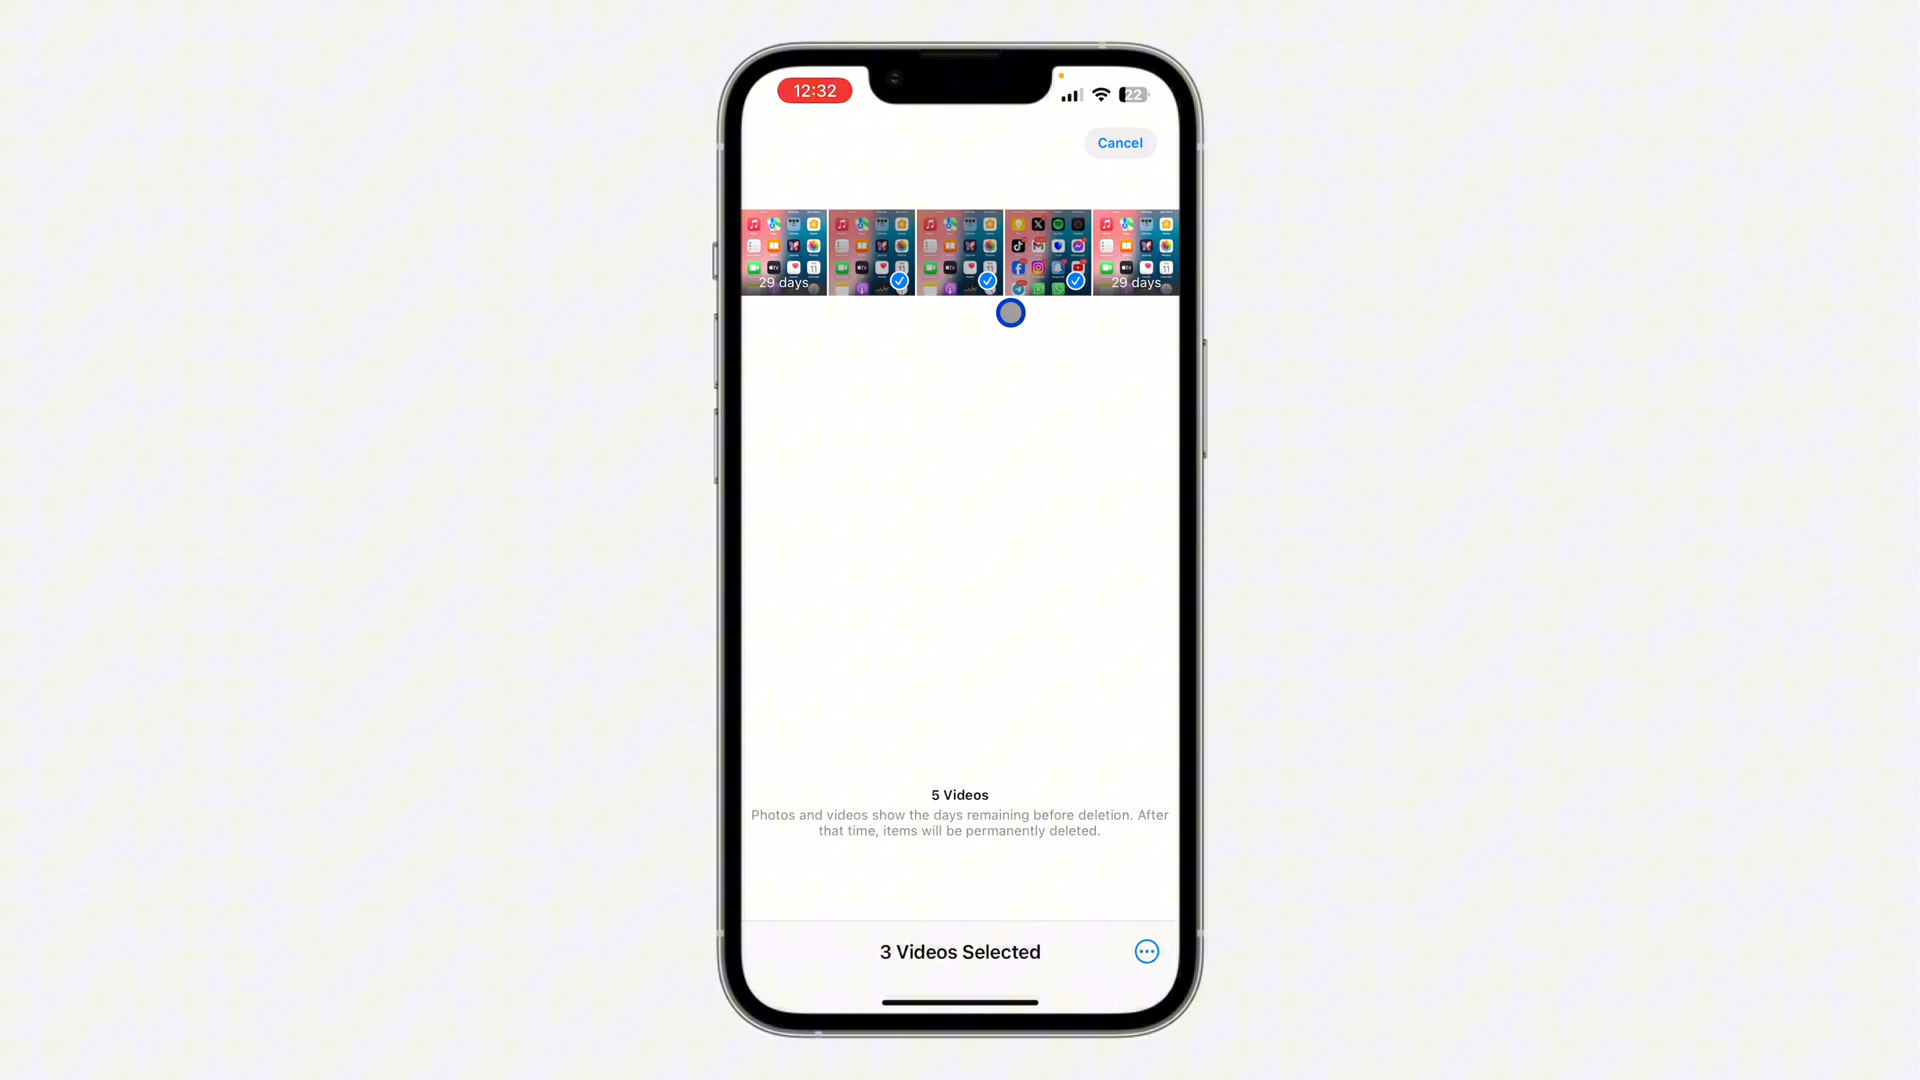 12:32
22
Cancel
29 days
29 days
5 Videos
Photos and videos show the days remaining before deletion. After
that time, items will be permanently deleted.
3 Videos Selected